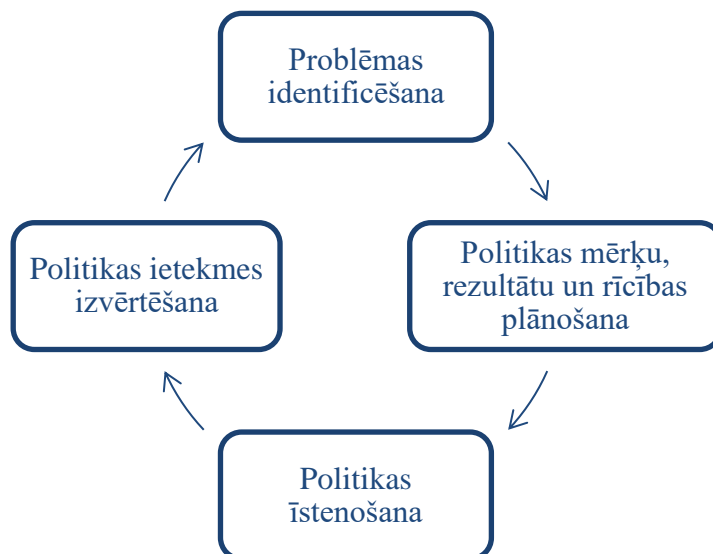 Problēmas
identificēšana
Politikas mērķu,
rezultātu un rīcības
plānošana
Politikas
īstenošana
Politikas ietekmes
izvērtēšana